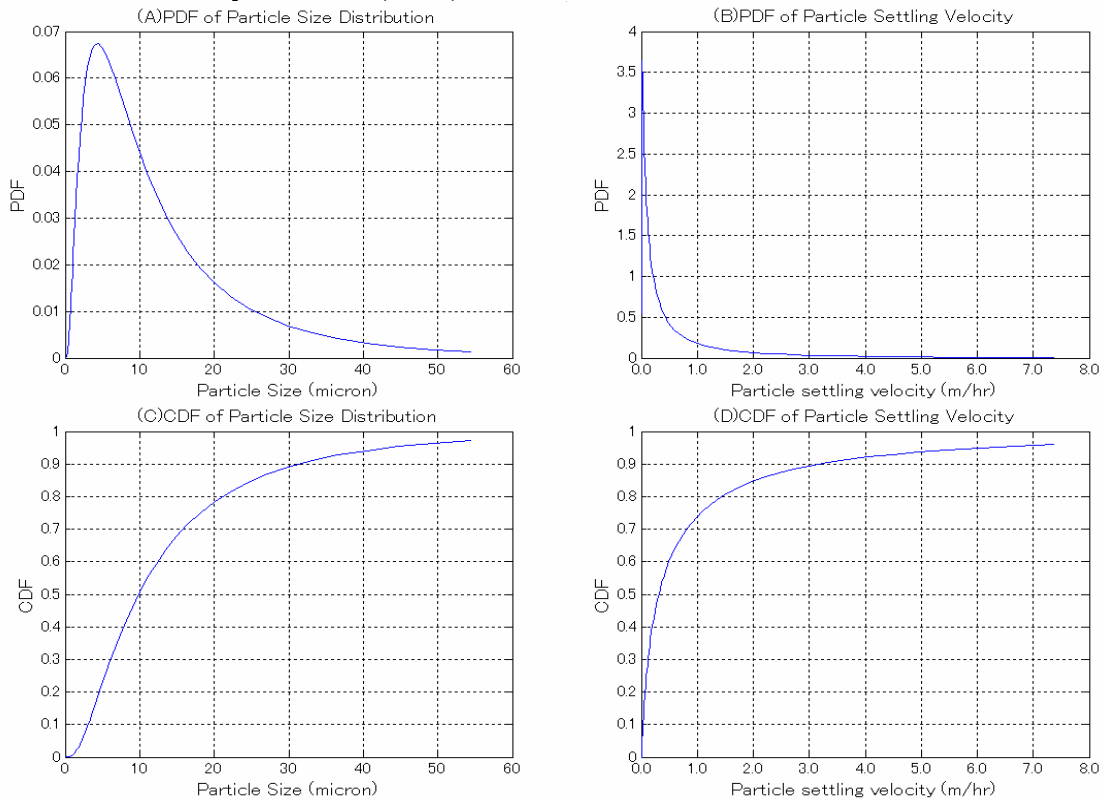 (A)PDF of Particle Size Distribution
0.07
0.06
0.05
0.04
0.03
0.02
0.01
0
PDF
0 10 20 30 40 50 60
Particle Size (micron)
(B)PDF of Particle Settling Velocity
4
3.5
3
2.5
2
1.5
1
0.5
0
PDF
0.0 1.0 2.0 3.0 4.0 5.0 6.0 7.0 8.0
Particle settling velocity (m/hr)
(C)CDF of Particle Size Distribution
1
0.9
0.8
0.7
0.6
0.5
0.4
0.3
0.2
0.1
0
CDF
0 10 20 30 40 50 60
Particle Size (micron)
(D)CDF of Particle Settling Velocity
1
0.9
0.8
0.7
0.6
0.5
0.4
0.3
0.2
0.1
0
CDF
0.0 1.0 2.0 3.0 4.0 5.0 6.0 7.0 8.0
Particle settling velocity (m/hr)